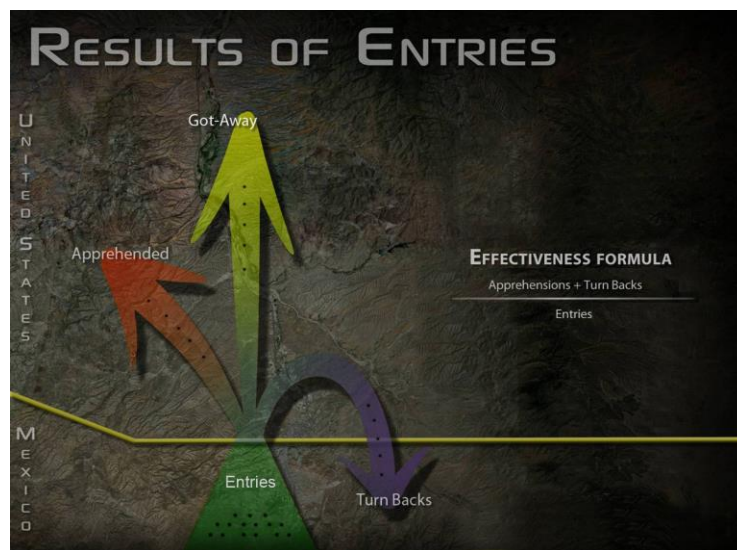 RESULTS OF ENTRIES
UNITED STATES
Got-Away
Apprehended
EFFECTIVENESS FORMULA
Apprehensions + Turn Backs
Entries
MEXICO
Entries
Turn Backs